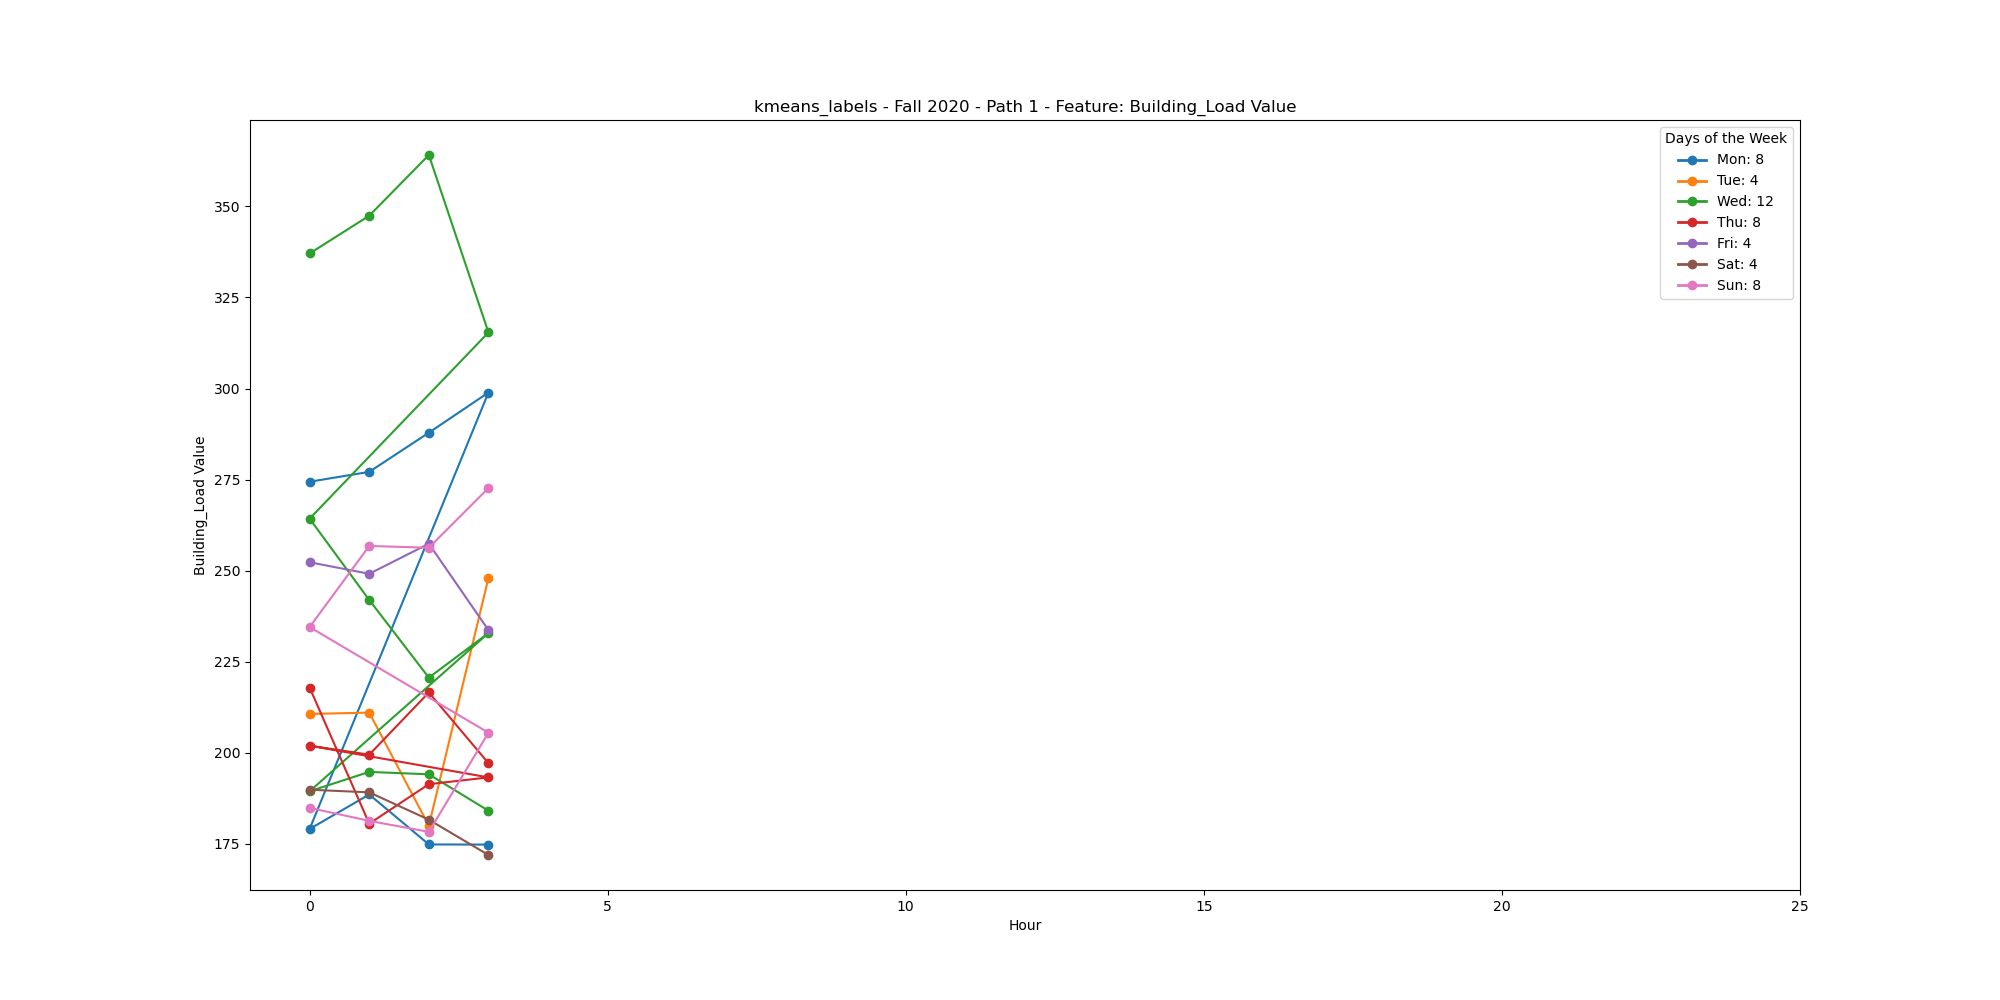 kmeans_labels - Fall 2020 - Path 1 - Feature: Building_Load Value
Days of the Week
Mon: 8
Tue: 4
Wed: 12
Thu: 8
Fri: 4
Sat: 4
Sun: 8
Building_Load Value
350
325
300
275
250
225
200
175
0 5 10 15 20 25
Hour